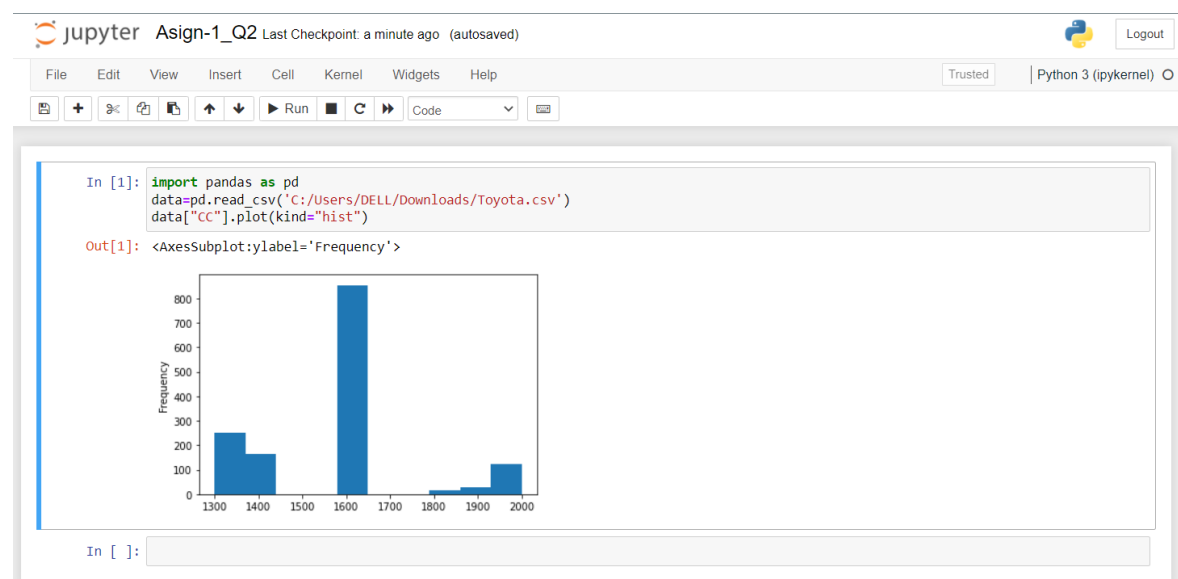 jupyter Asign-1_Q2 Last Checkpoint: a minute ago (autosaved)
Logout
File Edit View Insert Cell Kernel Widgets Help
Trusted
Python 3 (ipykernel)
Run
Code
In [1]: import pandas as pd
data=pd.read_csv('C:/Users/DELL/Downloads/Toyota.csv')
data["CC"].plot(kind="hist")
Out[1]: <AxesSubplot:ylabel='Frequency'>
800
700
600
500
400
300
200
100
0
Frequency
1300 1400 1500 1600 1700 1800 1900 2000
In [ ]: